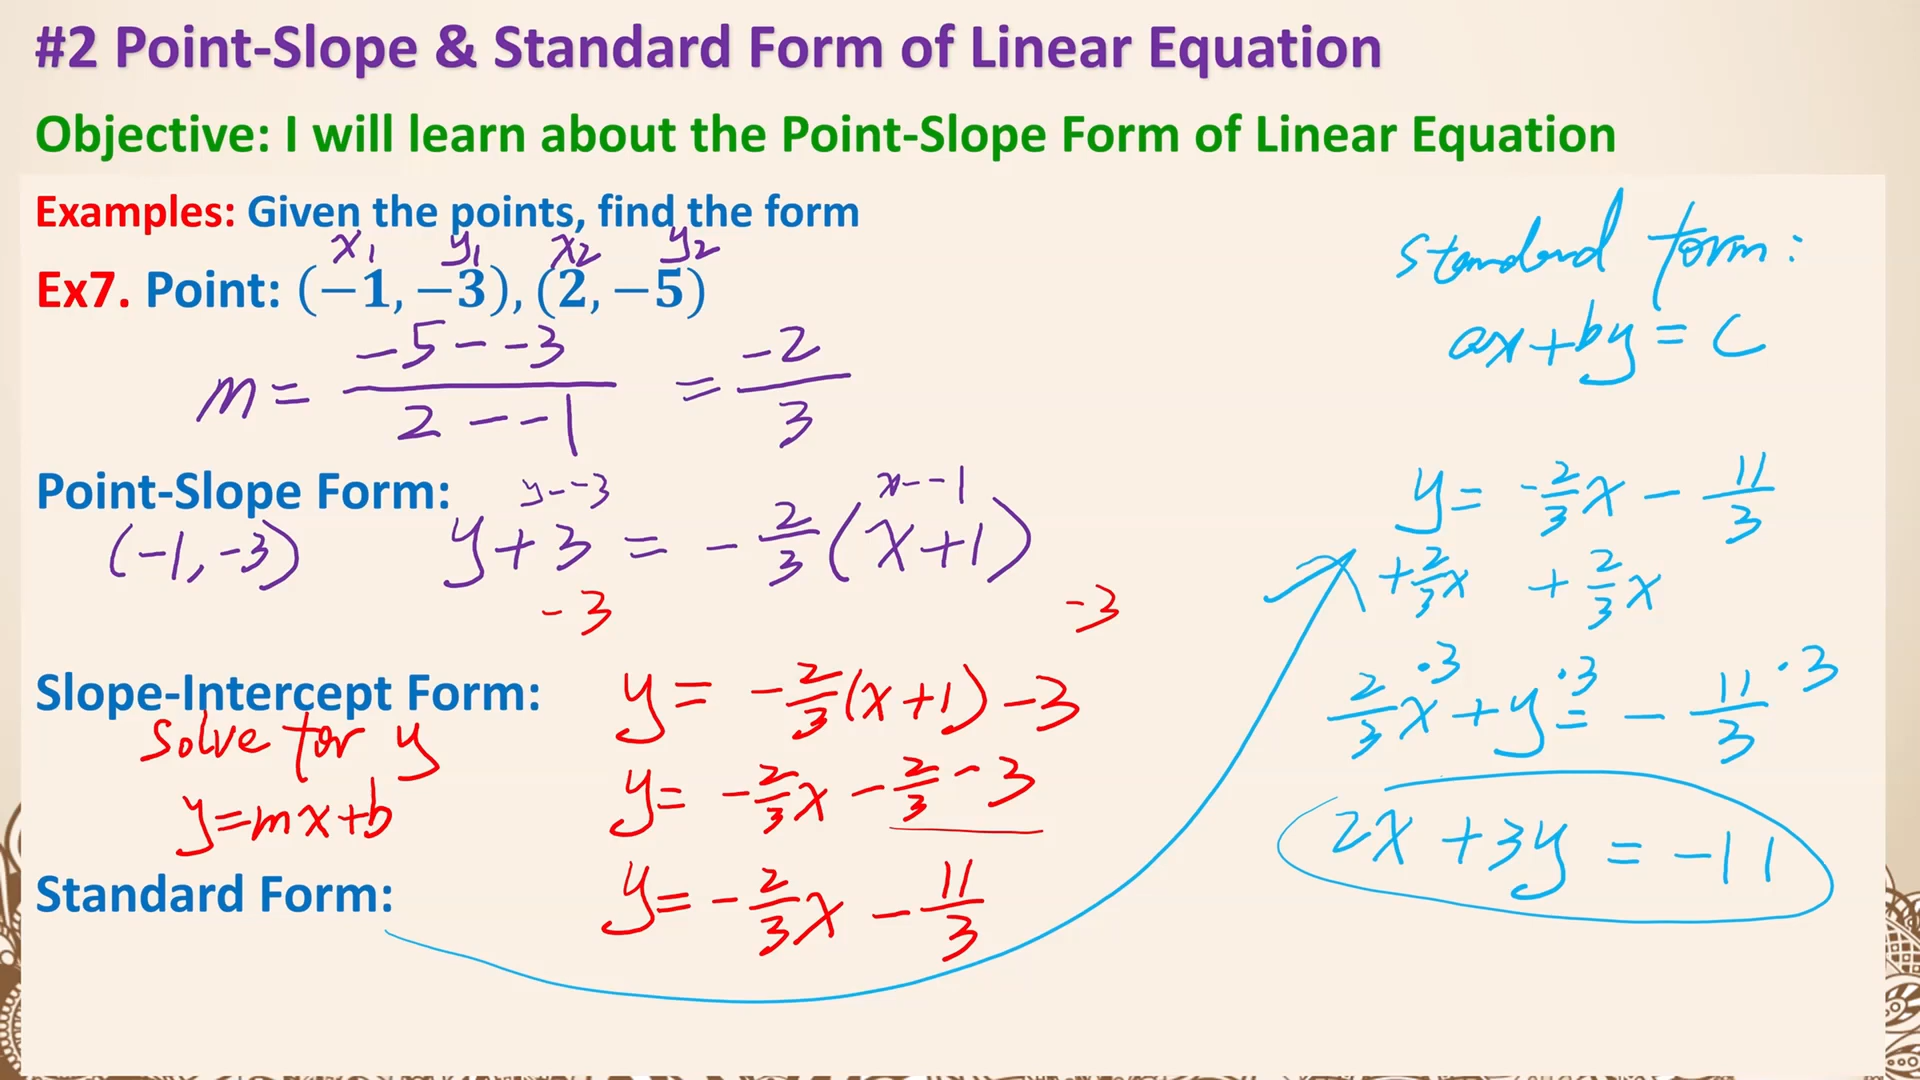 #2 Point-Slope & Standard Form of Linear Equation
Objective: I will learn about the Point-Slope Form of Linear Equation
Examples: Given the points, find the form
x₁ y₁ x₂ y₂
Ex7. Point: (−1, −3), (2, −5)
m = (-5 - -3)/(2 - -1) = -2/3
Point-Slope Form:
y--3 x--1
(-1, -3) y+3 = -2/3(x+1)
-3 -3
Slope-Intercept Form: y = -2/3(x+1) -3
Solve for y
y = -2/3x - 2/3 - 3
y=mx+b
Standard Form: y = -2/3x - 11/3
standard form:
ax+by = c
y = -2/3x - 11/3
+2/3x +2/3x
·3 ·3 ·3
2/3x + y = -11/3
2x + 3y = -11